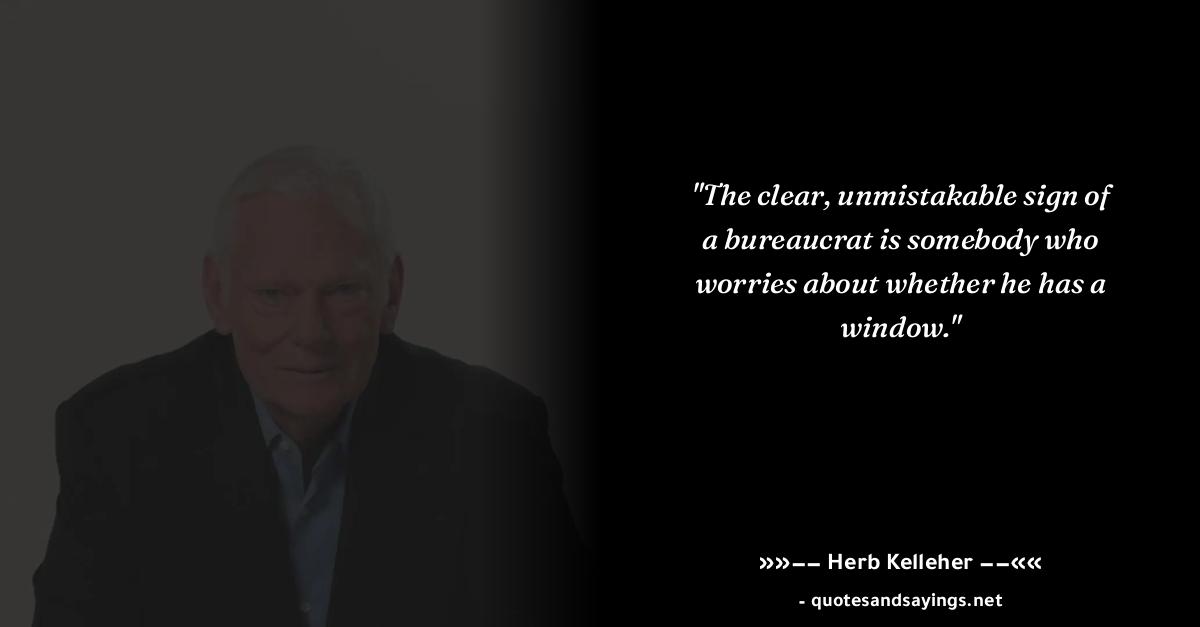 "The clear, unmistakable sign of
a bureaucrat is somebody who
worries about whether he has a
window."
»»−− Herb Kelleher −−««
- quotesandsayings.net